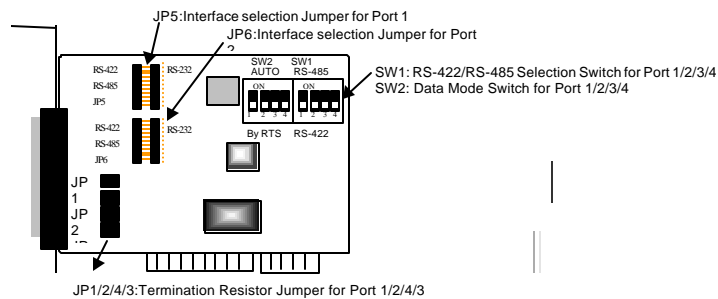 JP5:Interface selection Jumper for Port 1
JP6:Interface selection Jumper for Port
RS-422
RS-485
JP5
RS-232
SW2
AUTO
SW1
RS-485
ON
ON
1 2 3 4
1 2 3 4
SW1: RS-422/RS-485 Selection Switch for Port 1/2/3/4
SW2: Data Mode Switch for Port 1/2/3/4
RS-422
RS-485
JP6
RS-232
By RTS
RS-422
JP
1
JP
2
JP1/2/4/3:Termination Resistor Jumper for Port 1/2/4/3